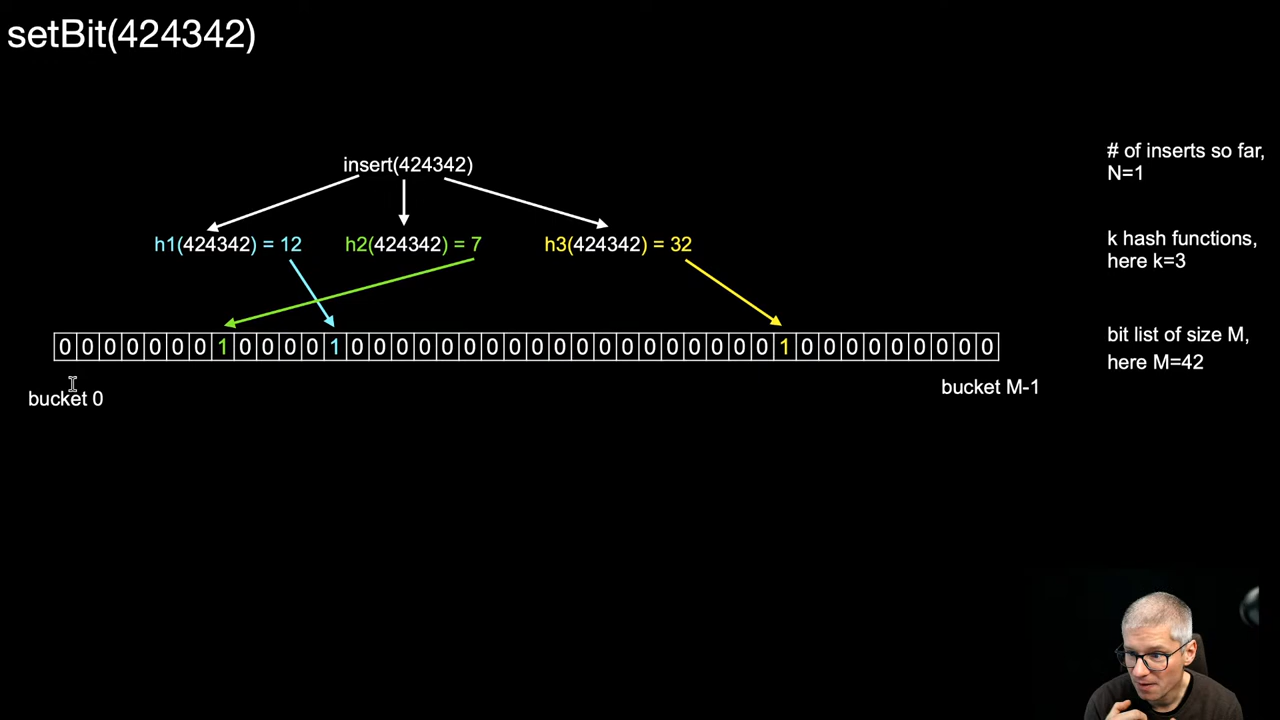 setBit(424342)
insert(424342)
# of inserts so far,
N=1
h1(424342) = 12
h2(424342) = 7
h3(424342) = 32
k hash functions,
here k=3
0 0 0 0 0 0 0 1 0 0 0 0 1 0 0 0 0 0 0 0 0 0 0 0 0 0 0 0 0 0 0 0 1 0 0 0 0 0 0 0 0 0
bit list of size M,
here M=42
bucket 0
bucket M-1